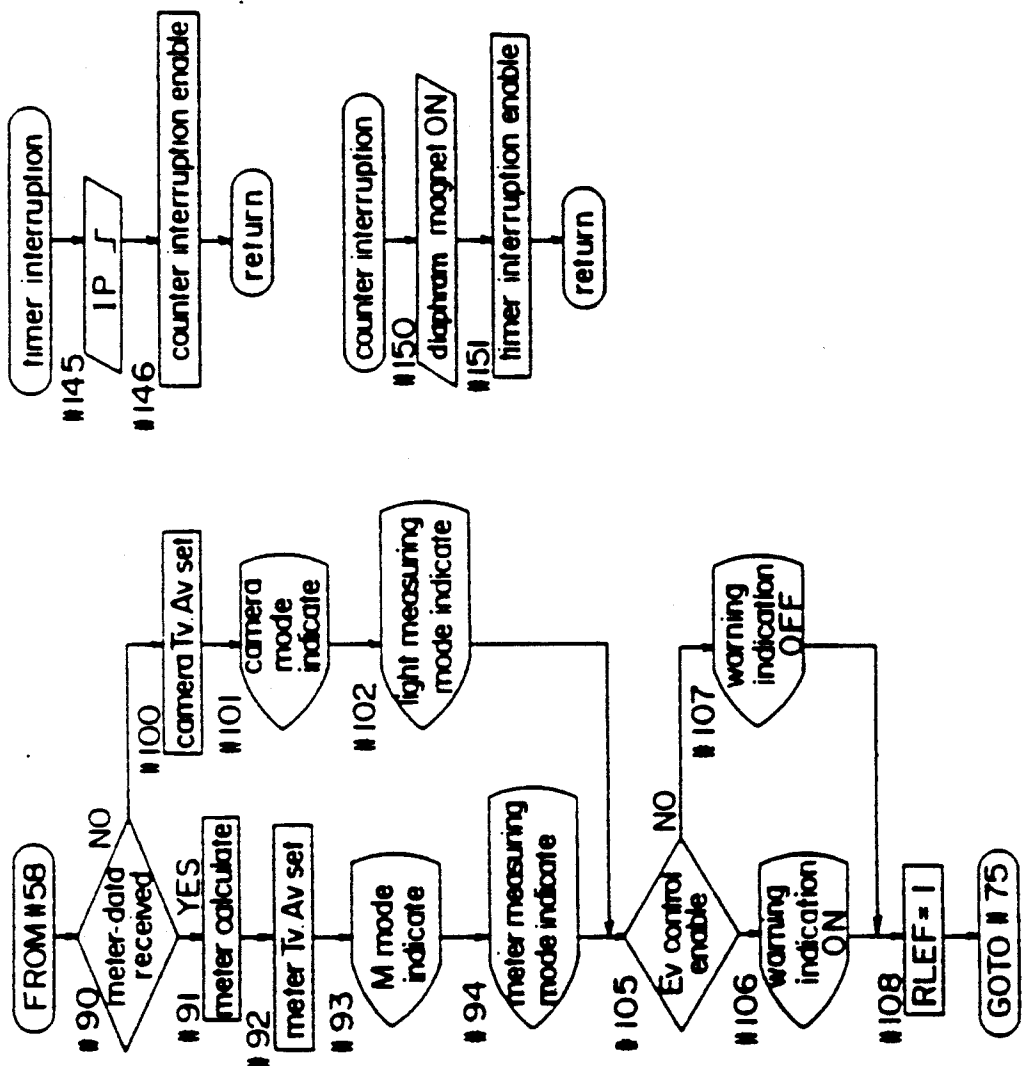 FROM #58
#90
meter-data
received
NO
YES
#91
meter calculate
#92
meter Tv. Av set
#93
M mode
indicate
#94
meter measuring
mode indicate
#100
camera Tv. Av set
#101
camera
mode
indicate
#102
light measuring
mode indicate
#105
Ev control
enable
NO
#106
warning
indication
ON
#107
warning
indication
OFF
#108
RLEF = 1
GOTO # 75
timer interruption
#145
IP
#146
counter interruption enable
return
counter interruption
#150
diaphram magnet ON
#151
timer interruption enable
return